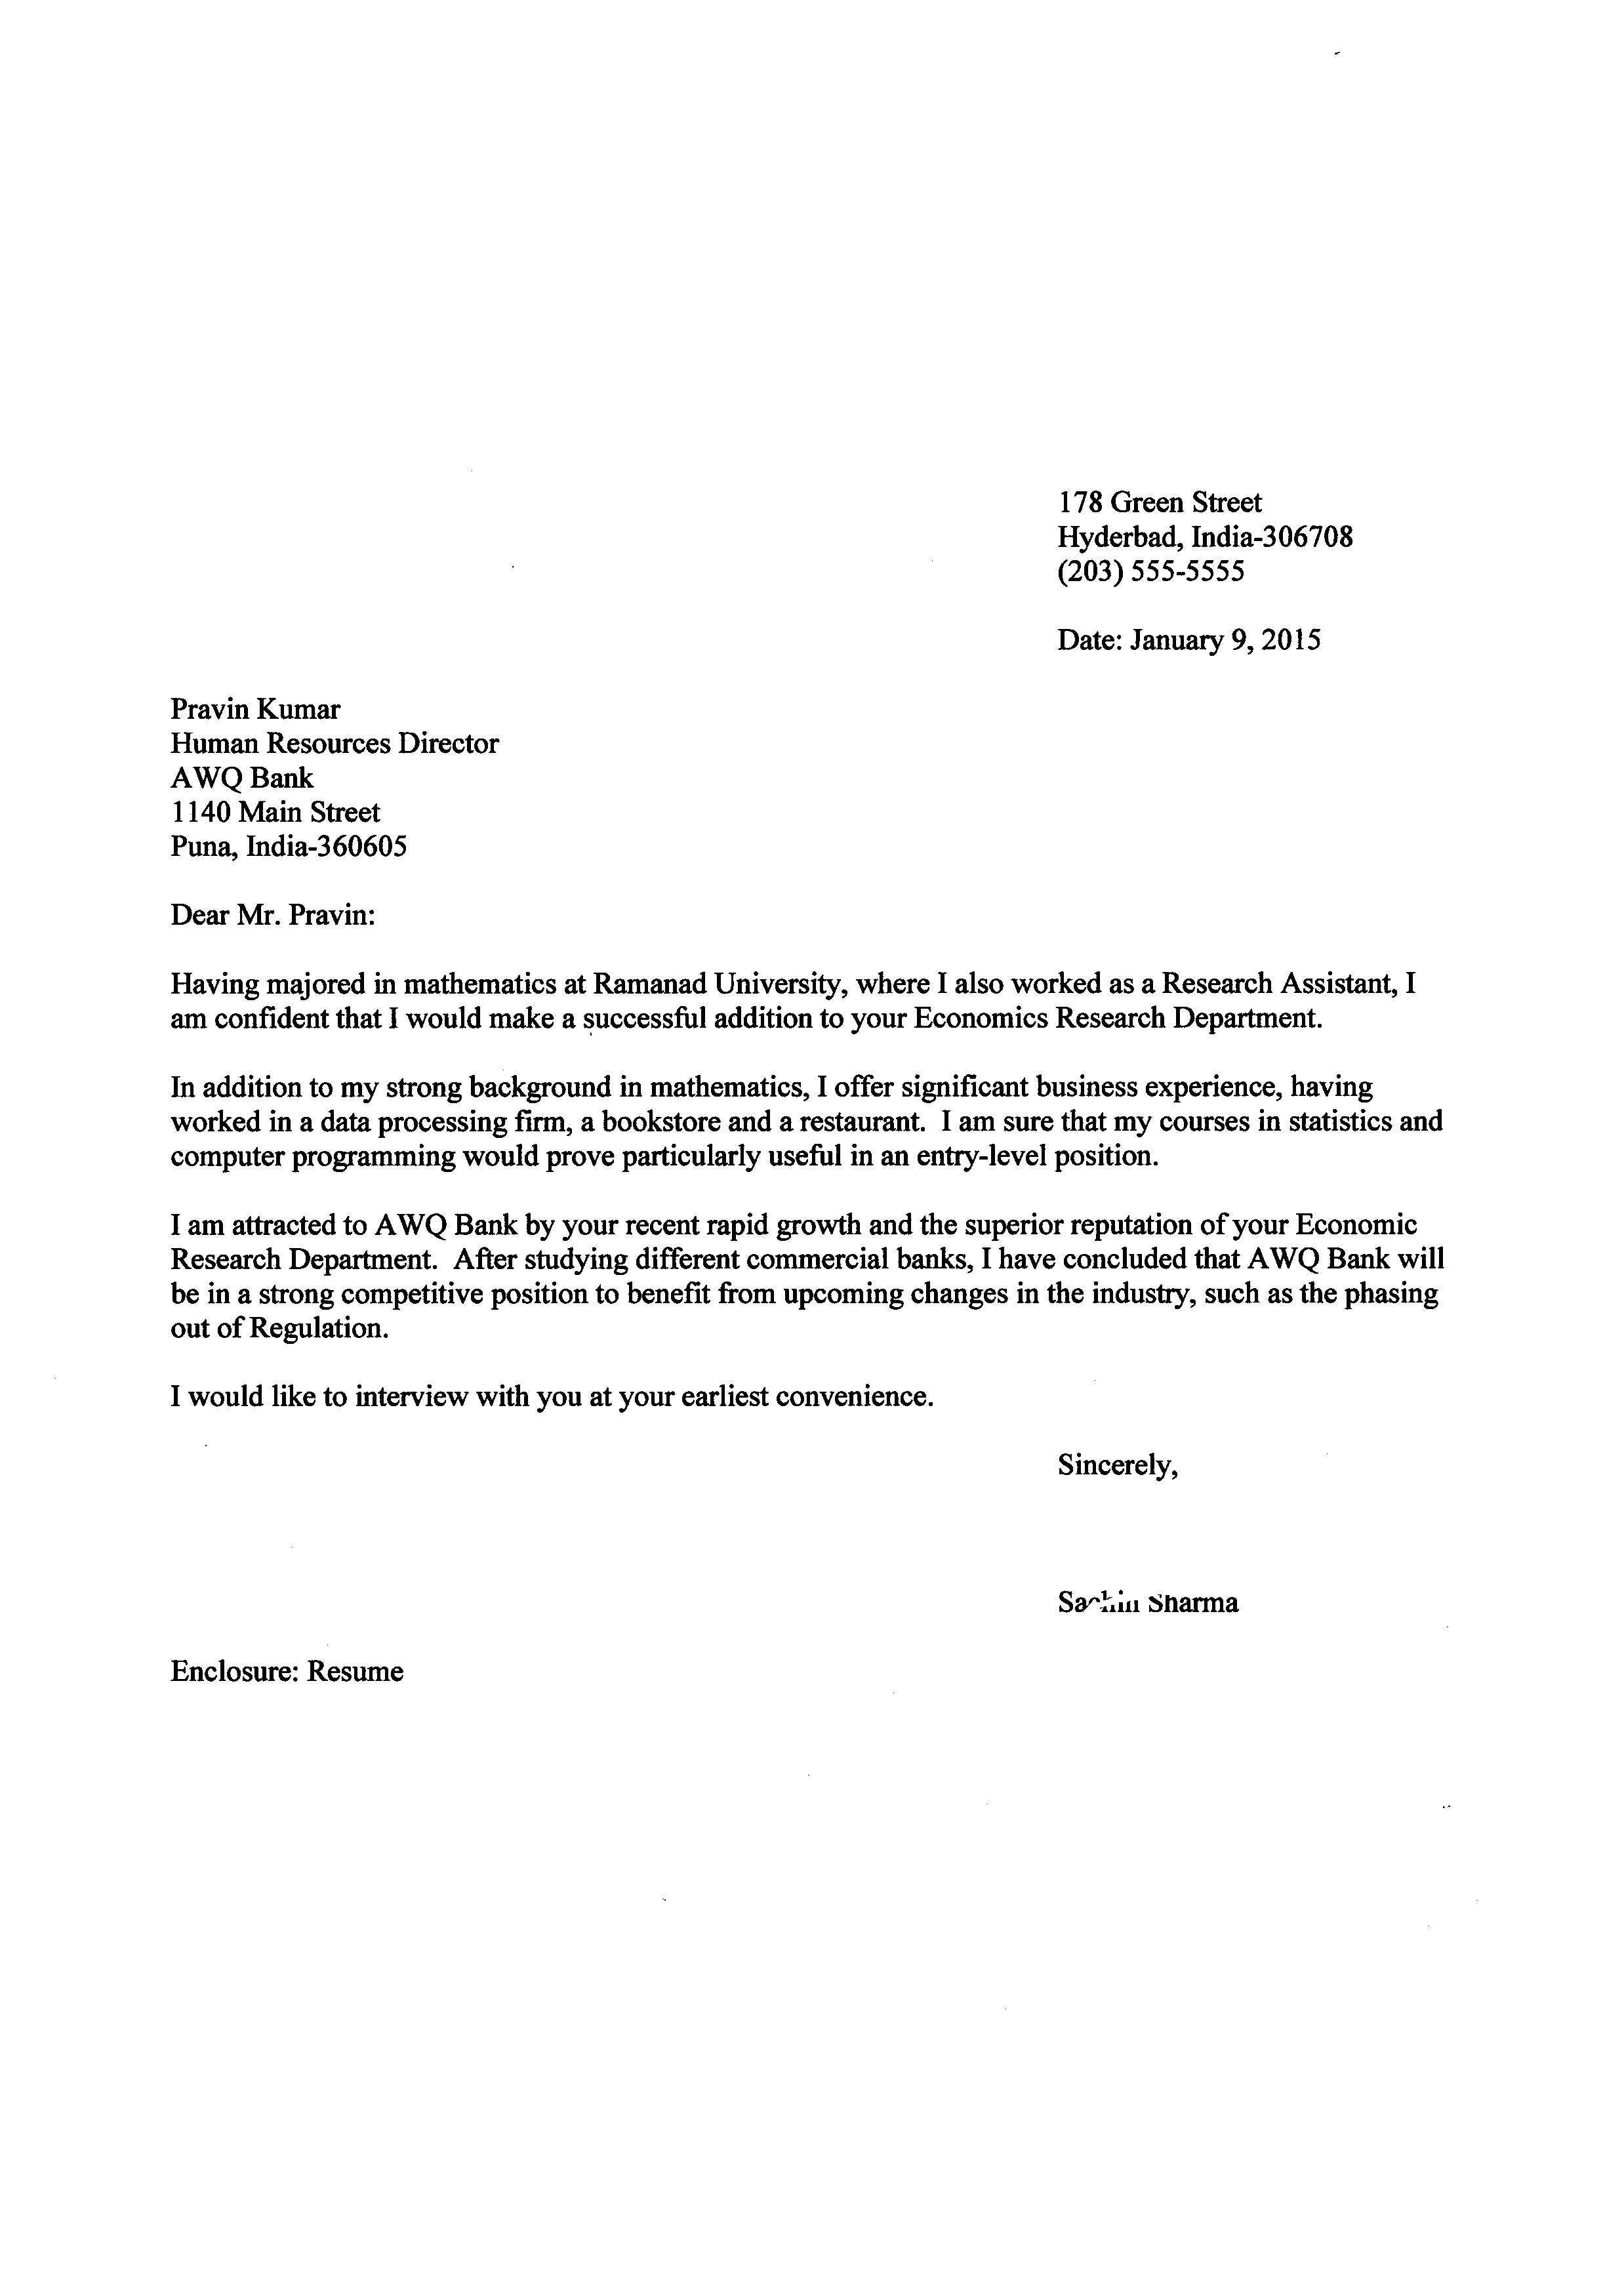 178 Green Street
Hyderbad, India-306708
(203) 555-5555
Date: January 9, 2015
Pravin Kumar
Human Resources Director
AWQ Bank
1140 Main Street
Puna, India-360605
Dear Mr. Pravin:
Having majored in mathematics at Ramanad University, where I also worked as a Research Assistant, I
am confident that I would make a successful addition to your Economics Research Department.
In addition to my strong background in mathematics, I offer significant business experience, having
worked in a data processing firm, a bookstore and a restaurant. I am sure that my courses in statistics and
computer programming would prove particularly useful in an entry-level position.
I am attracted to AWQ Bank by your recent rapid growth and the superior reputation of your Economic
Research Department. After studying different commercial banks, I have concluded that AWQ Bank will
be in a strong competitive position to benefit from upcoming changes in the industry, such as the phasing
out of Regulation.
I would like to interview with you at your earliest convenience.
Sincerely,
Sachin Sharma
Enclosure: Resume